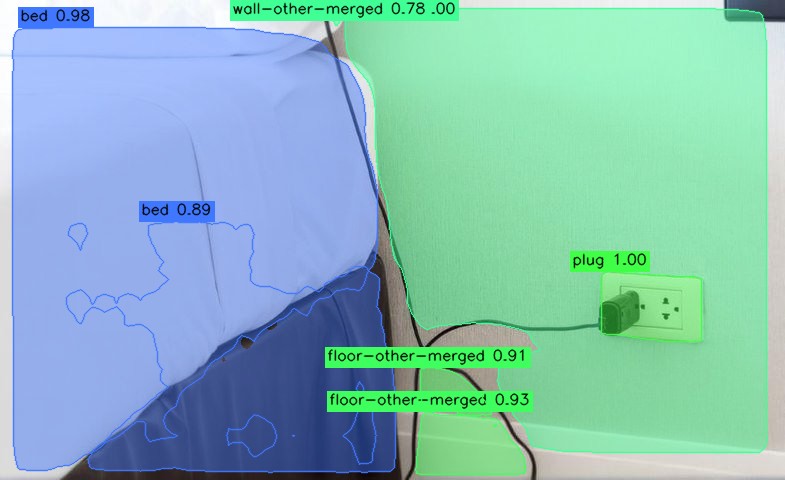 wall-other-merged 0.78 .00
bed 0.98
bed 0.89
plug 1.00
floor-other-merged 0.91
floor-other-merged 0.93